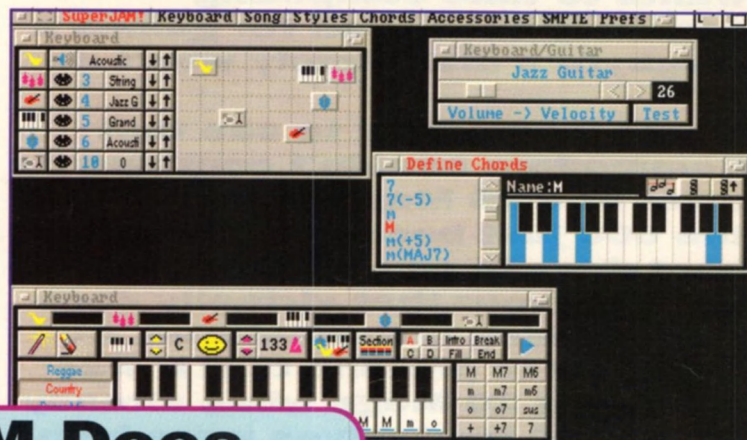 SuperJAM! Keyboard Song Styles Chords Accessories SMPTE Prefs
Keyboard
Acoustic
3 String
4 Jazz G
5 Grand
6 Acousti
10 0
Keyboard/Guitar
Jazz Guitar
26
Volume -> Velocity Test
Define Chords
7
7(-5)
m
M
m(+5)
m(MAJ7)
Name:M
Keyboard
C 133 Section A B Intro Break
C D Fill End
Reggae
Country
M M m o
M M7 M6
m m7 m6
o o7 sus
+ +7 7